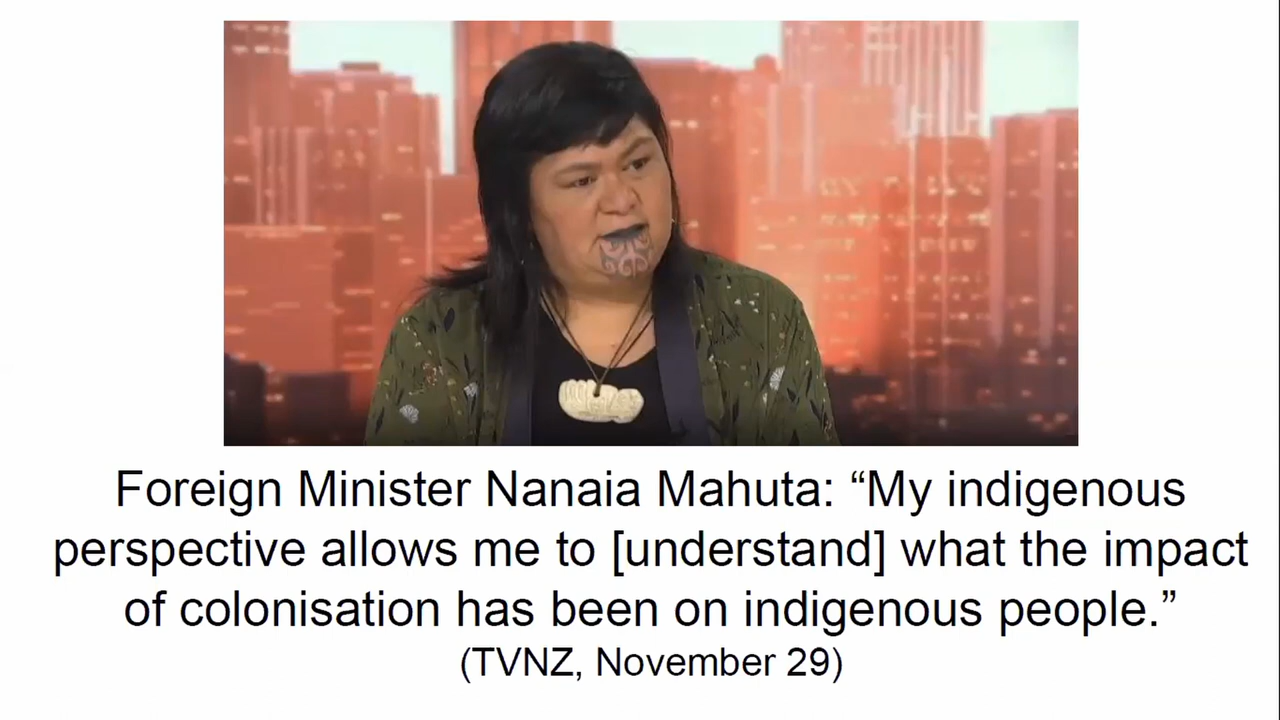 Foreign Minister Nanaia Mahuta: “My indigenous
perspective allows me to [understand] what the impact
of colonisation has been on indigenous people.”
(TVNZ, November 29)